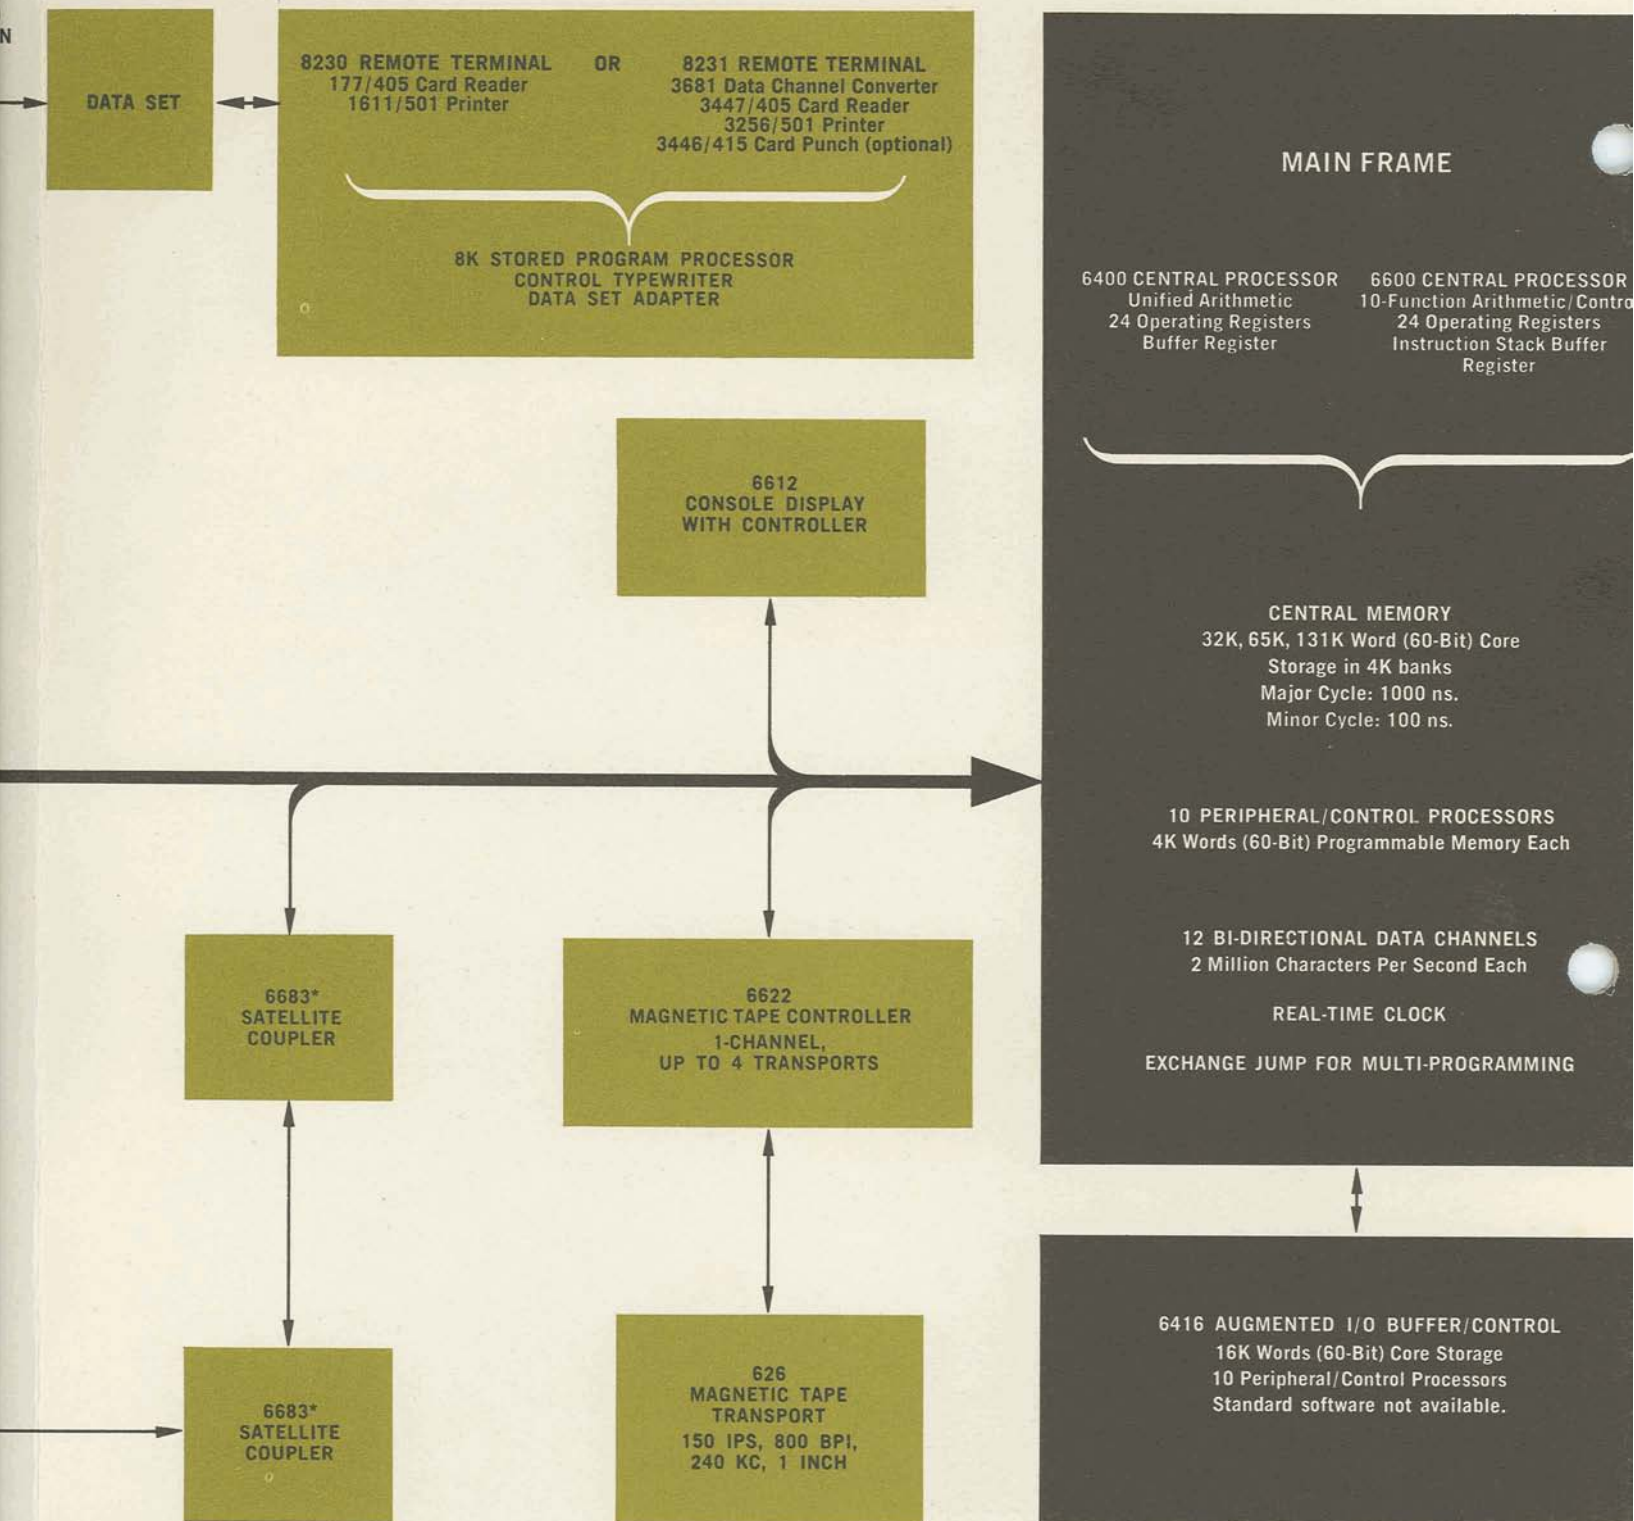 N
DATA SET
8230 REMOTE TERMINAL
177/405 Card Reader
1611/501 Printer
OR
8231 REMOTE TERMINAL
3681 Data Channel Converter
3447/405 Card Reader
3256/501 Printer
3446/415 Card Punch (optional)
8K STORED PROGRAM PROCESSOR
CONTROL TYPEWRITER
DATA SET ADAPTER
6612
CONSOLE DISPLAY
WITH CONTROLLER
6683*
SATELLITE
COUPLER
6622
MAGNETIC TAPE CONTROLLER
1-CHANNEL,
UP TO 4 TRANSPORTS
6683*
SATELLITE
COUPLER
626
MAGNETIC TAPE
TRANSPORT
150 IPS, 800 BPI,
240 KC, 1 INCH
MAIN FRAME
6400 CENTRAL PROCESSOR
Unified Arithmetic
24 Operating Registers
Buffer Register
6600 CENTRAL PROCESSOR
10-Function Arithmetic/Contro
24 Operating Registers
Instruction Stack Buffer
Register
CENTRAL MEMORY
32K, 65K, 131K Word (60-Bit) Core
Storage in 4K banks
Major Cycle: 1000 ns.
Minor Cycle: 100 ns.
10 PERIPHERAL/CONTROL PROCESSORS
4K Words (60-Bit) Programmable Memory Each
12 BI-DIRECTIONAL DATA CHANNELS
2 Million Characters Per Second Each
REAL-TIME CLOCK
EXCHANGE JUMP FOR MULTI-PROGRAMMING
6416 AUGMENTED I/O BUFFER/CONTROL
16K Words (60-Bit) Core Storage
10 Peripheral/Control Processors
Standard software not available.